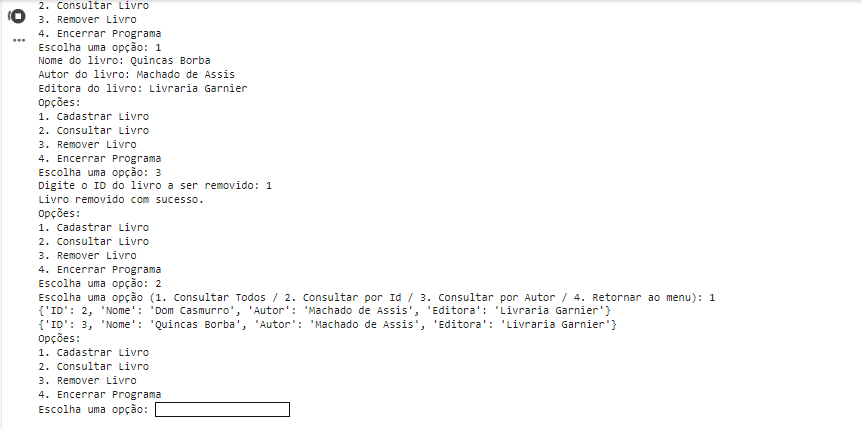 2. Consultar Livro
3. Remover Livro
4. Encerrar Programa
Escolha uma opção: 1
Nome do livro: Quincas Borba
Autor do livro: Machado de Assis
Editora do livro: Livraria Garnier
Opções:
1. Cadastrar Livro
2. Consultar Livro
3. Remover Livro
4. Encerrar Programa
Escolha uma opção: 3
Digite o ID do livro a ser removido: 1
Livro removido com sucesso.
Opções:
1. Cadastrar Livro
2. Consultar Livro
3. Remover Livro
4. Encerrar Programa
Escolha uma opção: 2
Escolha uma opção (1. Consultar Todos / 2. Consultar por Id / 3. Consultar por Autor / 4. Retornar ao menu): 1
{'ID': 2, 'Nome': 'Dom Casmurro', 'Autor': 'Machado de Assis', 'Editora': 'Livraria Garnier'}
{'ID': 3, 'Nome': 'Quincas Borba', 'Autor': 'Machado de Assis', 'Editora': 'Livraria Garnier'}
Opções:
1. Cadastrar Livro
2. Consultar Livro
3. Remover Livro
4. Encerrar Programa
Escolha uma opção: